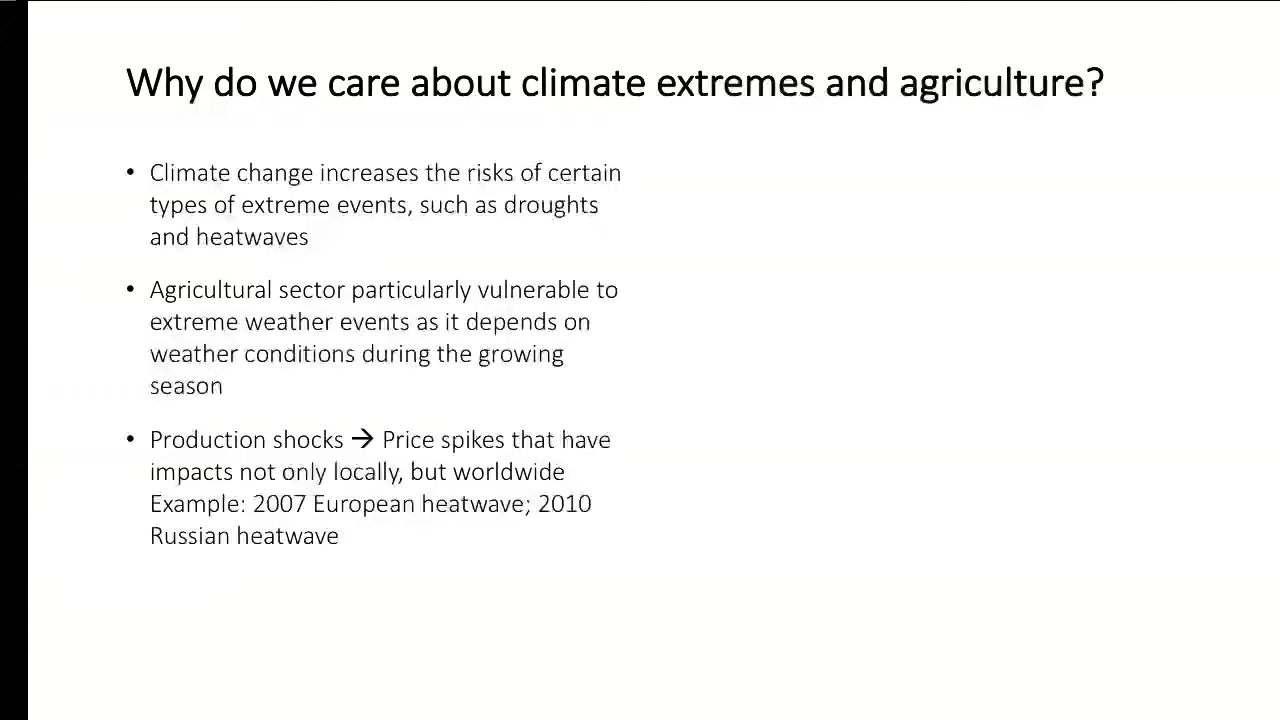 Why do we care about climate extremes and agriculture?
• Climate change increases the risks of certain
types of extreme events, such as droughts
and heatwaves
• Agricultural sector particularly vulnerable to
extreme weather events as it depends on
weather conditions during the growing
season
• Production shocks → Price spikes that have
impacts not only locally, but worldwide
Example: 2007 European heatwave; 2010
Russian heatwave